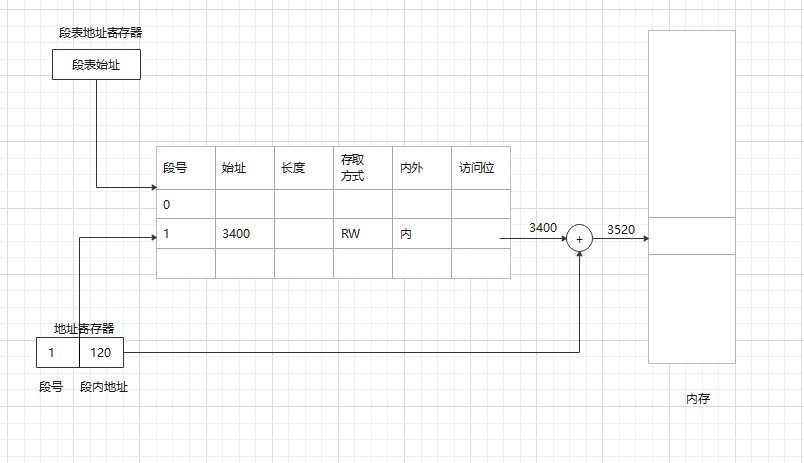 段表地址寄存器
段表始址
段号 始址 长度 存取 内外 访问位
方式
0
1 3400 RW 内
3400
+
3520
地址寄存器
1 120
段号 段内地址
内存